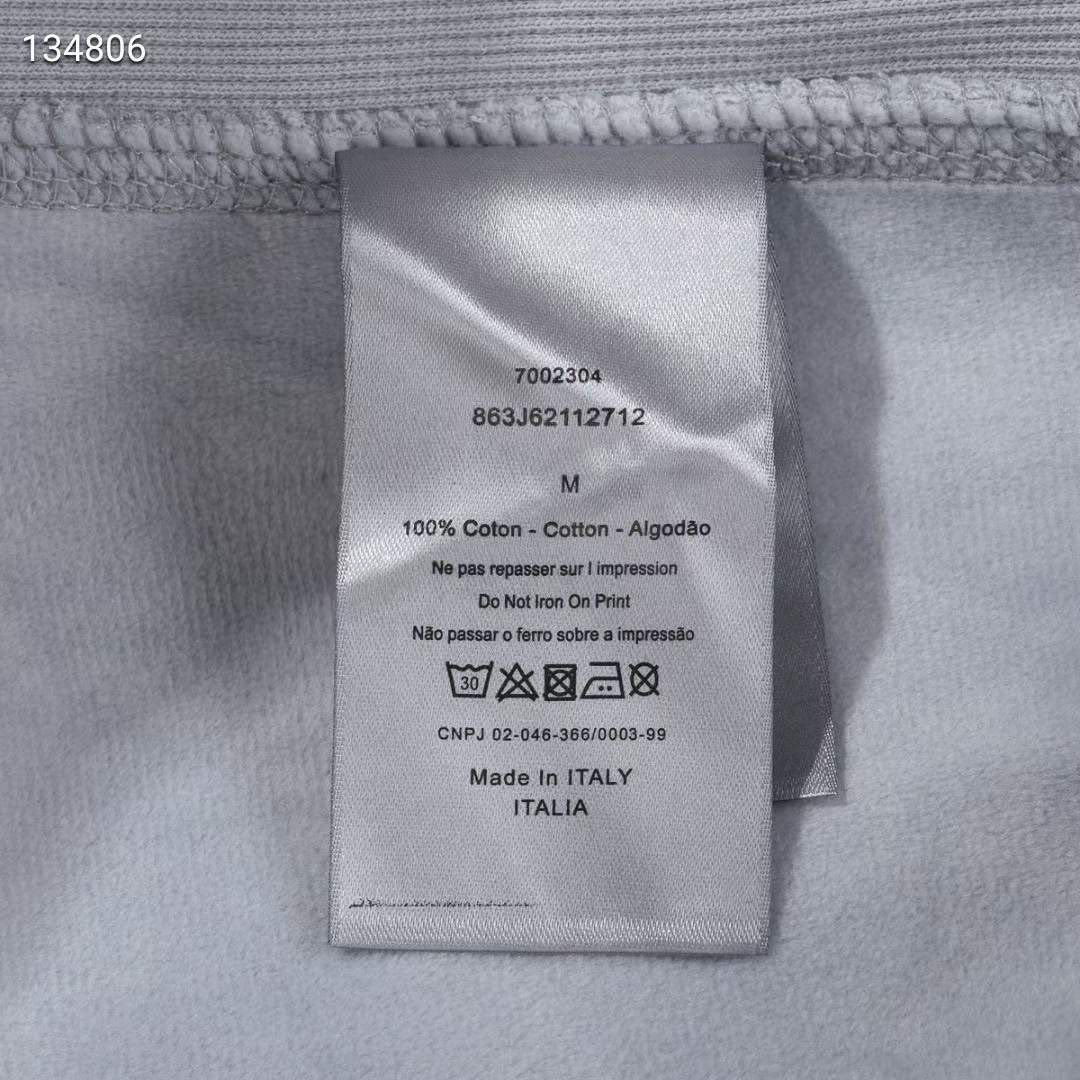 134806
7002304
863J62112712
M
100% Coton - Cotton - Algodão
Ne pas repasser sur l impression
Do Not Iron On Print
Não passar o ferro sobre a impressão
30
CNPJ 02-046-366/0003-99
Made In ITALY
ITALIA